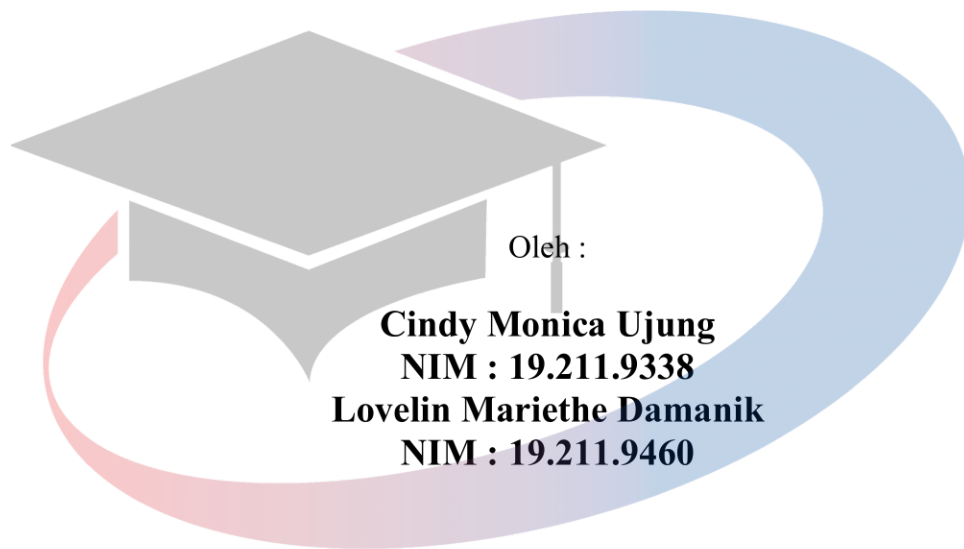 Oleh :
Cindy Monica Ujung
NIM : 19.211.9338
Lovelin Mariethe Damanik
NIM : 19.211.9460